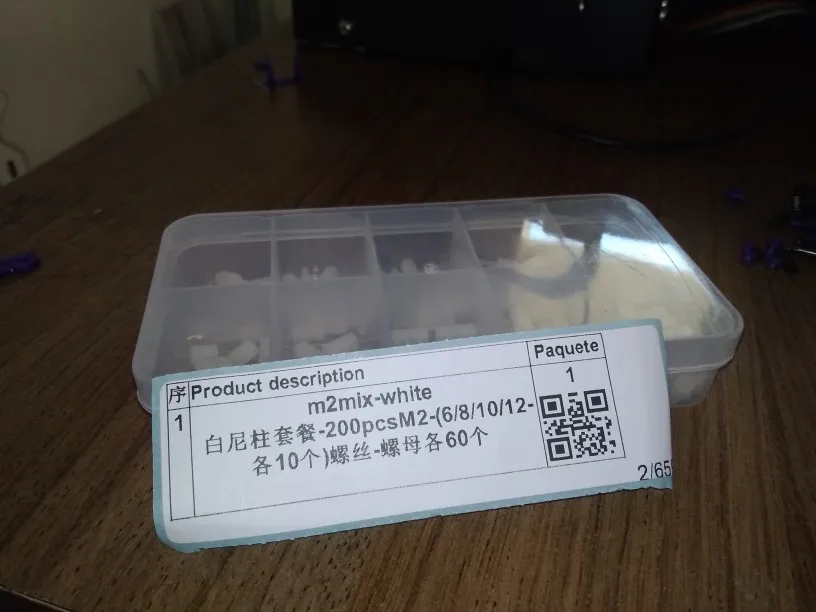 序 Product description Paquete
1 m2mix-white 1
白尼柱套餐-200pcsM2-(6/8/10/12-
各10个)螺丝-螺母各60个
2/65